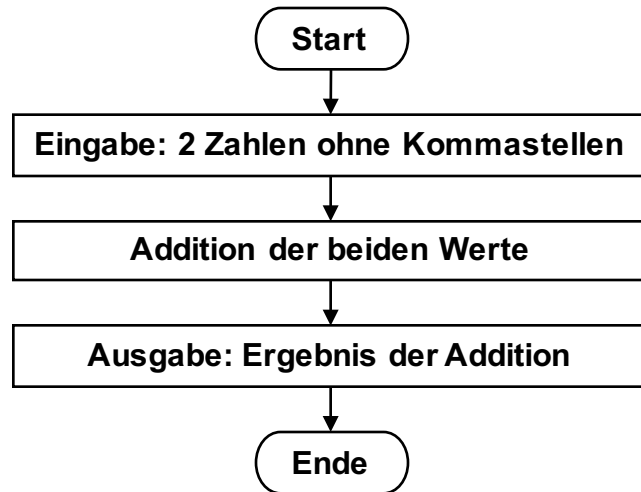 Start
Eingabe: 2 Zahlen ohne Kommastellen
Addition der beiden Werte
Ausgabe: Ergebnis der Addition
Ende